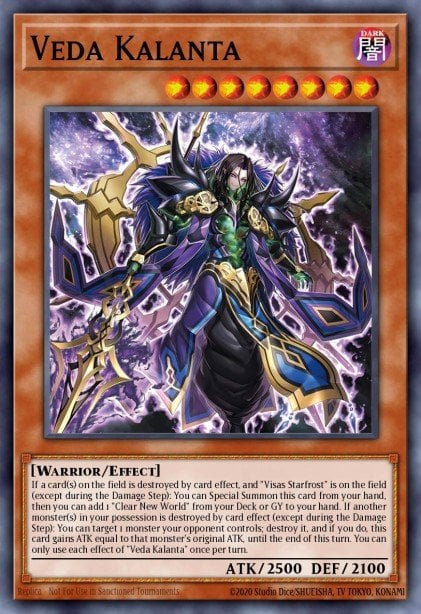 VEDA KALANTA
DARK
闇
[WARRIOR/EFFECT]
If a card(s) on the field is destroyed by card effect, and "Visas Starfrost" is on the field
(except during the Damage Step): You can Special Summon this card from your hand,
then you can add 1 "Clear New World" from your Deck or GY to your hand. If another
monster(s) in your possession is destroyed by card effect (except during the Damage
Step): You can target 1 monster your opponent controls; destroy it, and if you do, this
card gains ATK equal to that monster's original ATK, until the end of this turn. You can
only use each effect of "Veda Kalanta" once per turn.
ATK/2500 DEF/2100
Replica - Not For Use in Sanctioned Tournaments
©2020 Studio Dice/SHUEISHA, TV TOKYO, KONAMI